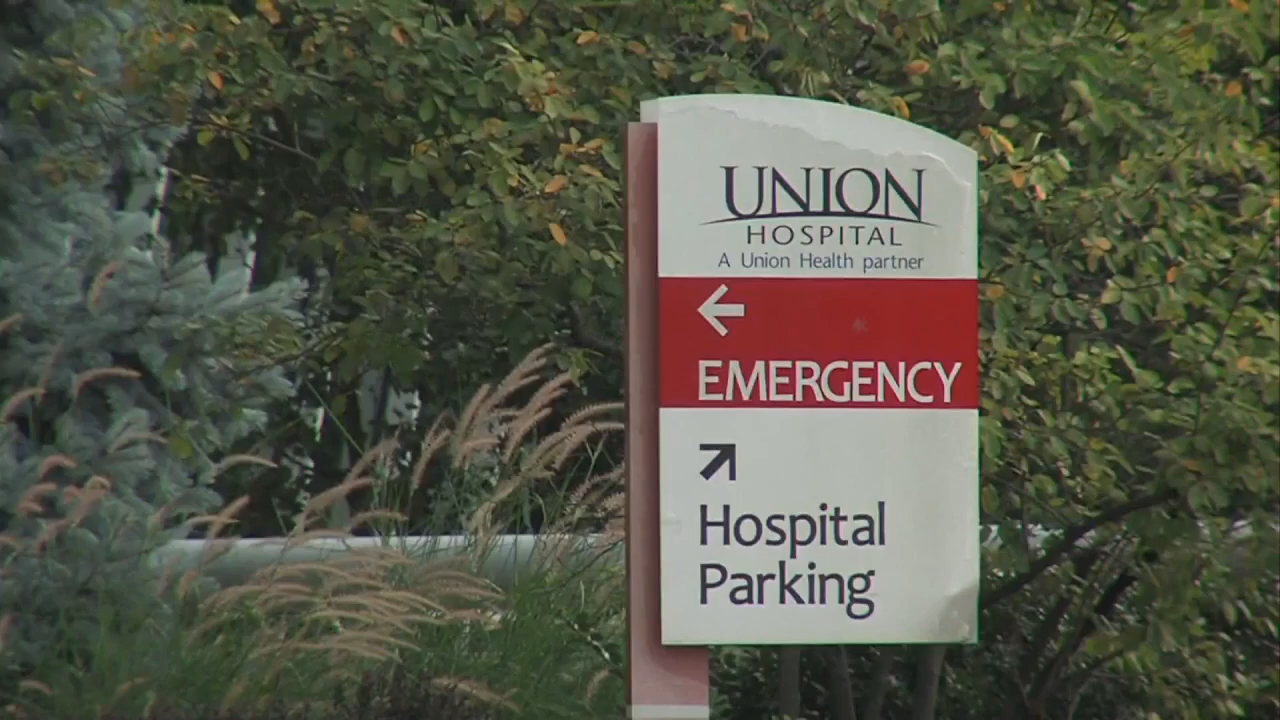 UNION
HOSPITAL
A Union Health partner
EMERGENCY
Hospital
Parking